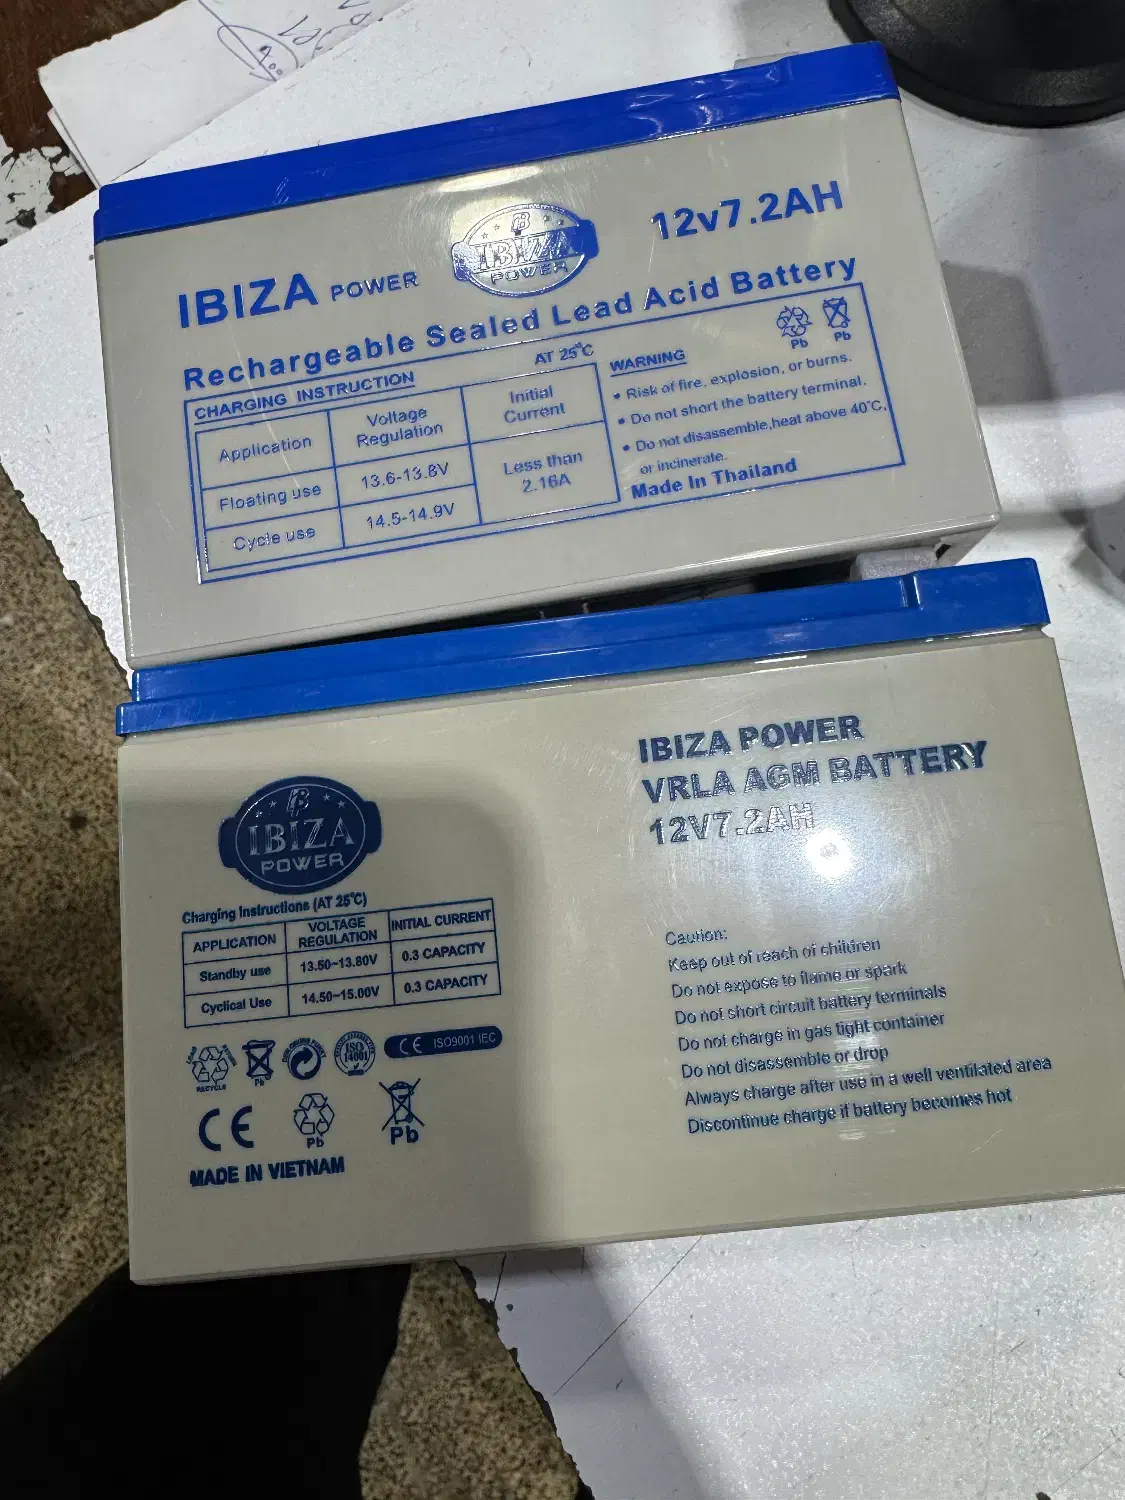 IBIZA POWER
IBIZA
POWER
12v7.2AH
Rechargeable Sealed Lead Acid Battery
CHARGING INSTRUCTION
AT 25°C
Application
Voltage
Regulation
Initial
Current
Floating use
13.6-13.8V
Less than
2.16A
Cycle use
14.5-14.9V
WARNING
Pb
Pb
• Risk of fire, explosion, or burns.
• Do not short the battery terminal.
• Do not disassemble,heat above 40°C,
or incinerate.
Made In Thailand
IBIZA
POWER
Charging Instructions (AT 25°C)
APPLICATION
VOLTAGE
REGULATION
INITIAL CURRENT
Standby use
13.50~13.80V
0.3 CAPACITY
Cyclical Use
14.50~15.00V
0.3 CAPACITY
RECYCLE
Pb
ISO
14001
CE ISO9001 IEC
CE
Pb
Pb
MADE IN VIETNAM
IBIZA POWER
VRLA AGM BATTERY
12V7.2AH
Caution:
Keep out of reach of children
Do not expose to flame or spark
Do not short circuit battery terminals
Do not charge in gas tight container
Do not disassemble or drop
Always charge after use in a well ventilated area
Discontinue charge if battery becomes hot